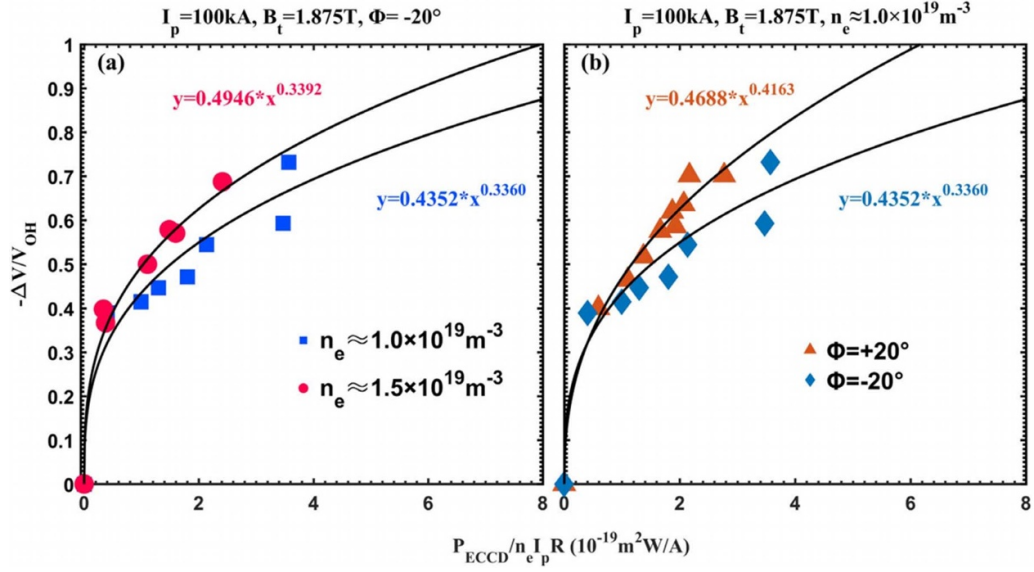 I_p=100kA, B_t=1.875T, Φ= -20°
I_p=100kA, B_t=1.875T, n_e≈1.0×10^19m^-3
-ΔV/V_OH
1
0.9
0.8
0.7
0.6
0.5
0.4
0.3
0.2
0.1
0
(a)
y=0.4946*x^0.3392
y=0.4352*x^0.3360
n_e≈1.0×10^19m^-3
n_e≈1.5×10^19m^-3
0 2 4 6 8
(b)
y=0.4688*x^0.4163
y=0.4352*x^0.3360
Φ=+20°
Φ=-20°
0 2 4 6 8
P_ECCD/n_eI_pR (10^-19m^2W/A)